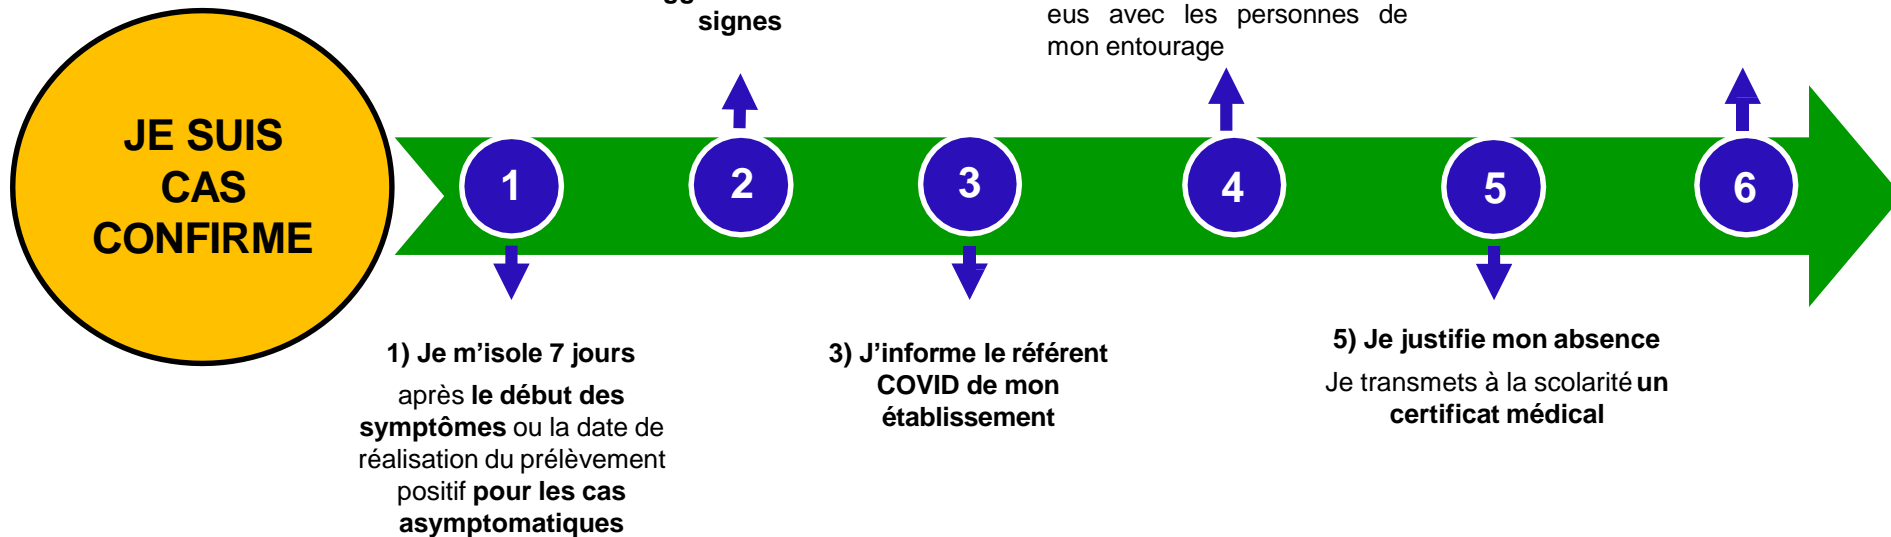 signes
eus avec les personnes de
mon entourage
JE SUIS
CAS
CONFIRME
1
2
3
4
5
6
1) Je m’isole 7 jours
après le début des
symptômes ou la date de
réalisation du prélèvement
positif pour les cas
asymptomatiques
3) J’informe le référent
COVID de mon
établissement
5) Je justifie mon absence
Je transmets à la scolarité un
certificat médical